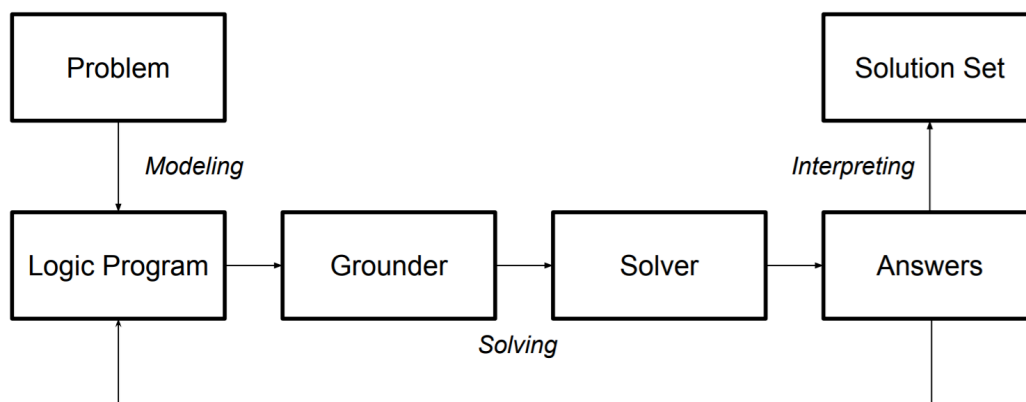 Problem
Solution Set
Modeling
Interpreting
Logic Program
Grounder
Solver
Answers
Solving